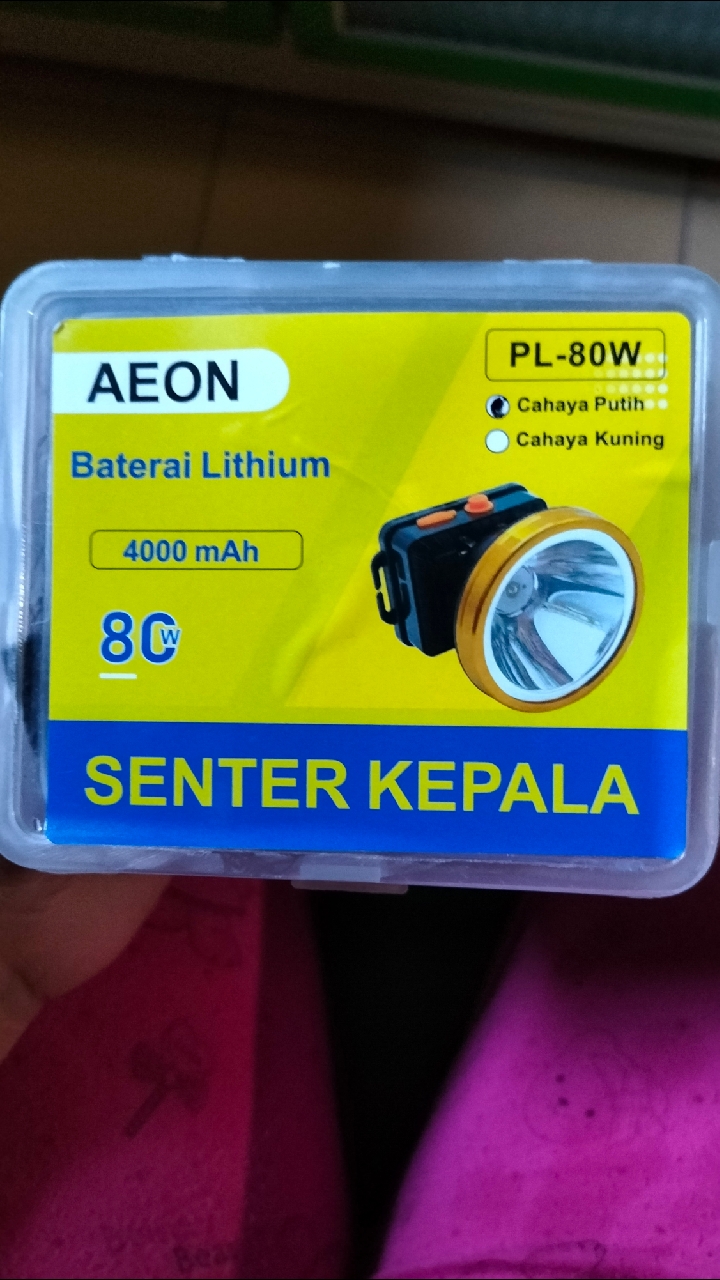 AEON
PL-80W
Cahaya Putih
Cahaya Kuning
Baterai Lithium
4000 mAh
80W
SENTER KEPALA